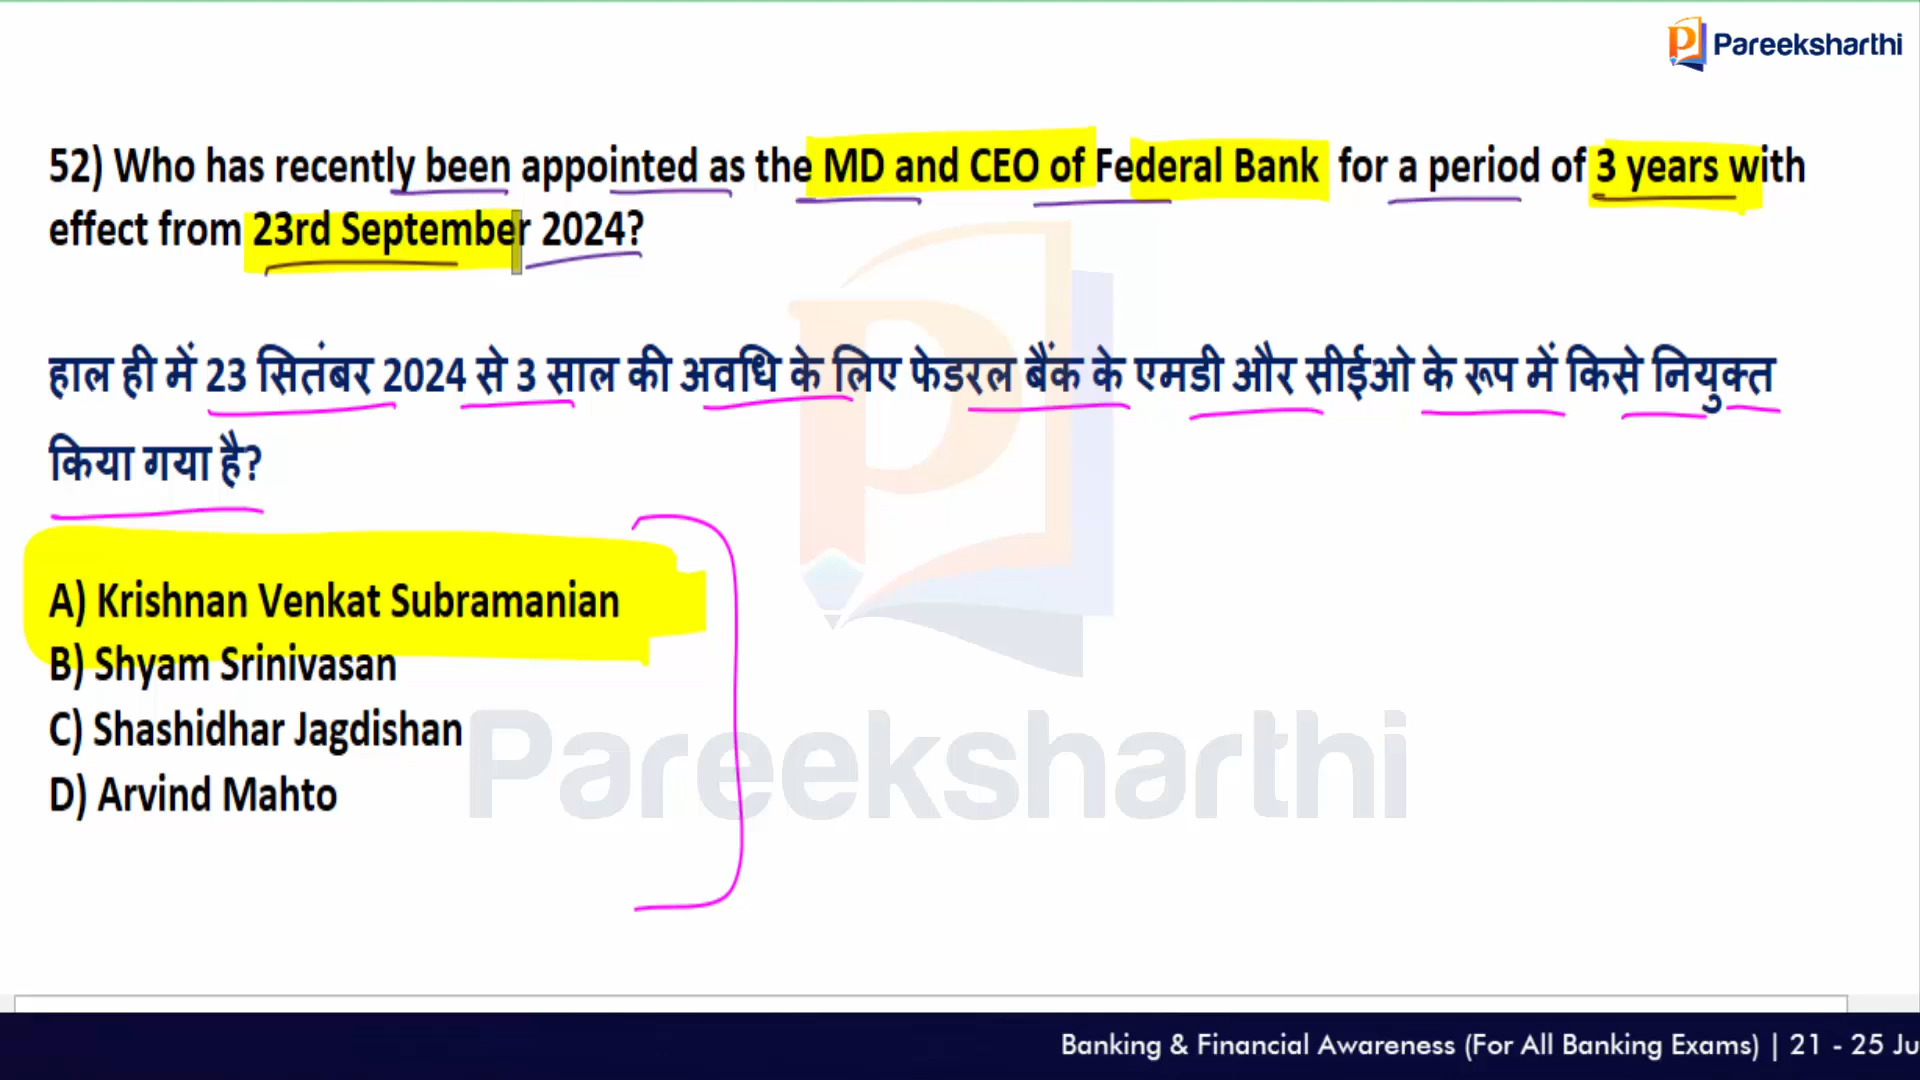 Pareeksharthi
52) Who has recently been appointed as the MD and CEO of Federal Bank for a period of 3 years with
effect from 23rd September 2024?
हाल ही में 23 सितंबर 2024 से 3 साल की अवधि के लिए फेडरल बैंक के एमडी और सीईओ के रूप में किसे नियुक्त
किया गया है?
A) Krishnan Venkat Subramanian
B) Shyam Srinivasan
C) Shashidhar Jagdishan
D) Arvind Mahto
Pareeksharthi
Banking & Financial Awareness (For All Banking Exams) | 21 - 25 Ju